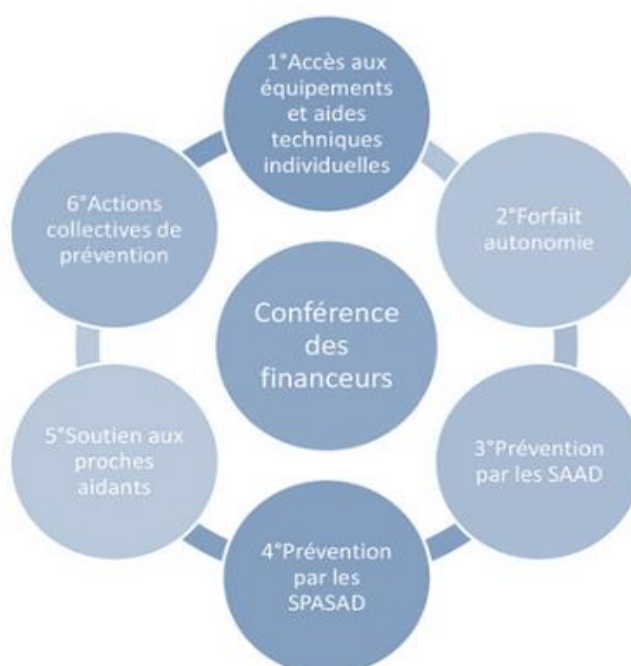 1°Accès aux
équipements
et aides
techniques
individuelles
2°Forfait
autonomie
3°Prévention
par les SAAD
4°Prévention
par les
SPASAD
5°Soutien aux
proches
aidants
6°Actions
collectives de
prévention
Conférence
des
financeurs